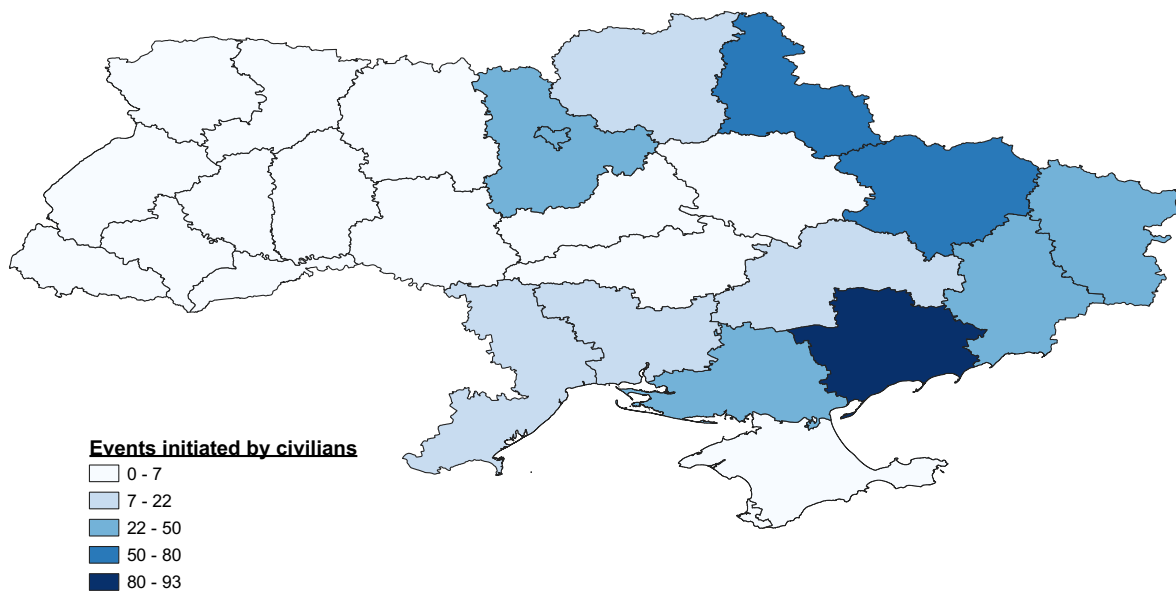 Events initiated by civilians
0 - 7
7 - 22
22 - 50
50 - 80
80 - 93